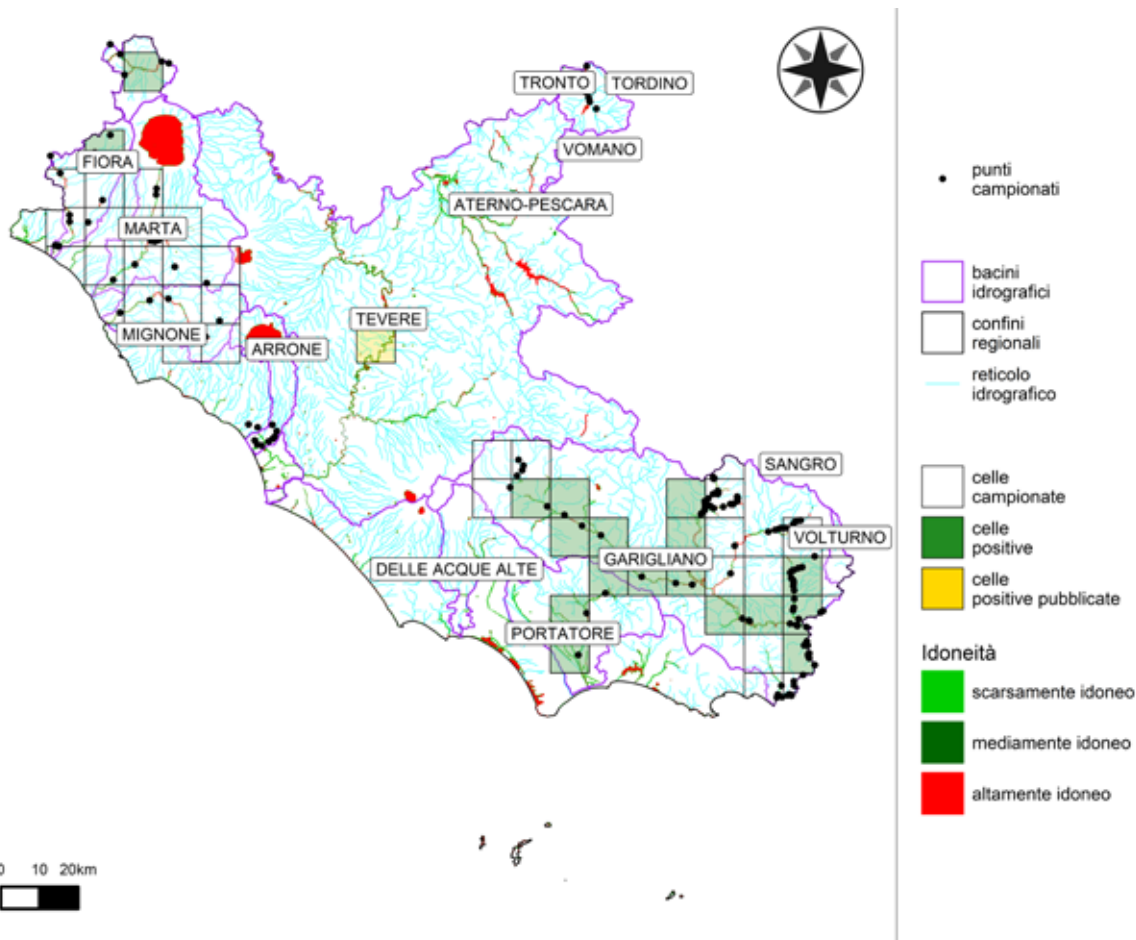 TRONTO
TORDINO
VOMANO
FIORA
ATERNO-PESCARA
MARTA
TEVERE
MIGNONE
ARRONE
SANGRO
VOLTURNO
GARIGLIANO
DELLE ACQUE ALTE
PORTATORE
0 10 20km
punti
campionati
bacini
idrografici
confini
regionali
reticolo
idrografico
celle
campionate
celle
positive
celle
positive pubblicate
Idoneità
scarsamente idoneo
mediamente idoneo
altamente idoneo